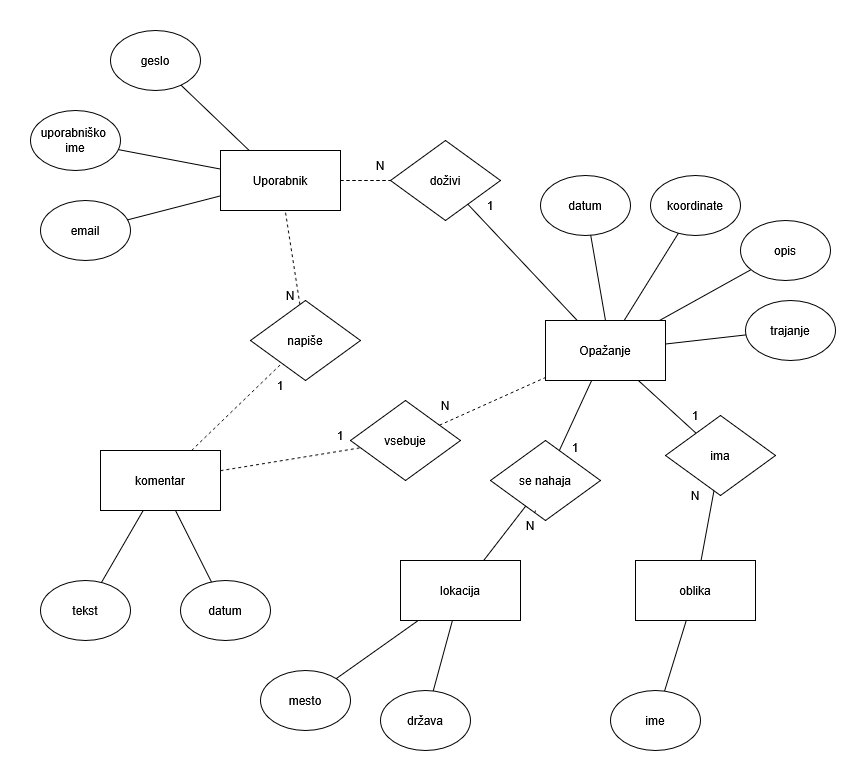 geslo
uporabniško
ime
email
Uporabnik
N
doživi
1
datum
koordinate
opis
trajanje
Opažanje
N
napiše
1
N
vsebuje
1
komentar
tekst
datum
1
se nahaja
N
1
ima
N
lokacija
oblika
mesto
država
ime